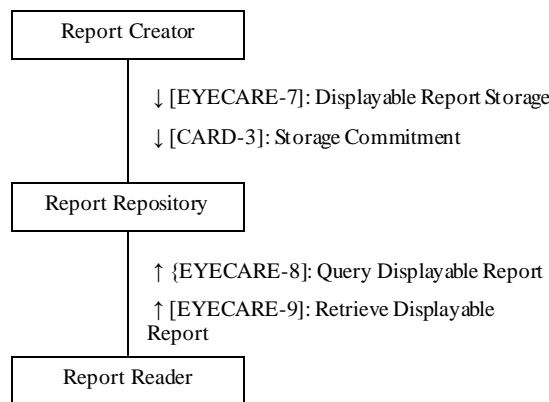 Report Creator
↓ [EYECARE-7]: Displayable Report Storage
↓ [CARD-3]: Storage Commitment
Report Repository
↑ {EYECARE-8]: Query Displayable Report
↑ [EYECARE-9]: Retrieve Displayable
Report
Report Reader